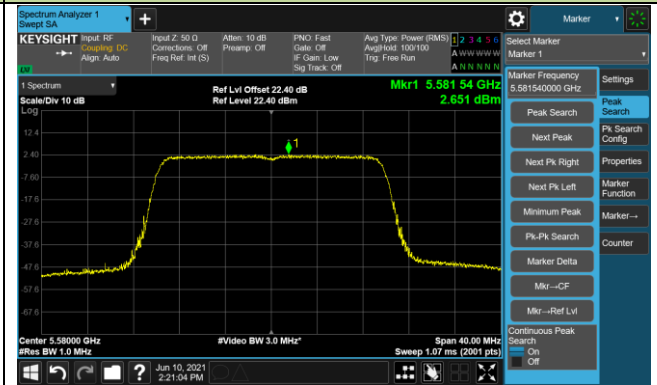 Spectrum Analyzer 1
Swept SA
Marker
KEYSIGHT
Input: RF
Coupling: DC
Align: Auto
Input Z: 50 Ω
Corrections: Off
Freq Ref: Int (S)
Atten: 10 dB
Preamp: Off
PNO: Fast
Gate: Off
IF Gain: Low
Sig Track: Off
Avg Type: Power (RMS)
Avg|Hold: 100/100
Trig: Free Run
1 2 3 4 5 6
A W W W W W
A N N N N N
Select Marker
Marker 1
LW
1 Spectrum
Scale/Div 10 dB
Log
Ref Lvl Offset 22.40 dB
Ref Level 22.40 dBm
Mkr1 5.581 54 GHz
2.651 dBm
Marker Frequency
5.581540000 GHz
Peak Search
Next Peak
Next Pk Right
Next Pk Left
Minimum Peak
Pk-Pk Search
Marker Delta
Mkr→CF
Mkr→Ref Lvl
Continuous Peak
Search
On
Off
Settings
Peak
Search
Pk Search
Config
Properties
Marker
Function
Marker→
Counter
12.4
2.40
-7.60
-17.6
-27.6
-37.6
-47.6
-57.6
-67.6
1
Center 5.58000 GHz
#Res BW 1.0 MHz
#Video BW 3.0 MHz*
Span 40.00 MHz
Sweep 1.07 ms (2001 pts)
?
Jun 10, 2021
2:21:04 PM